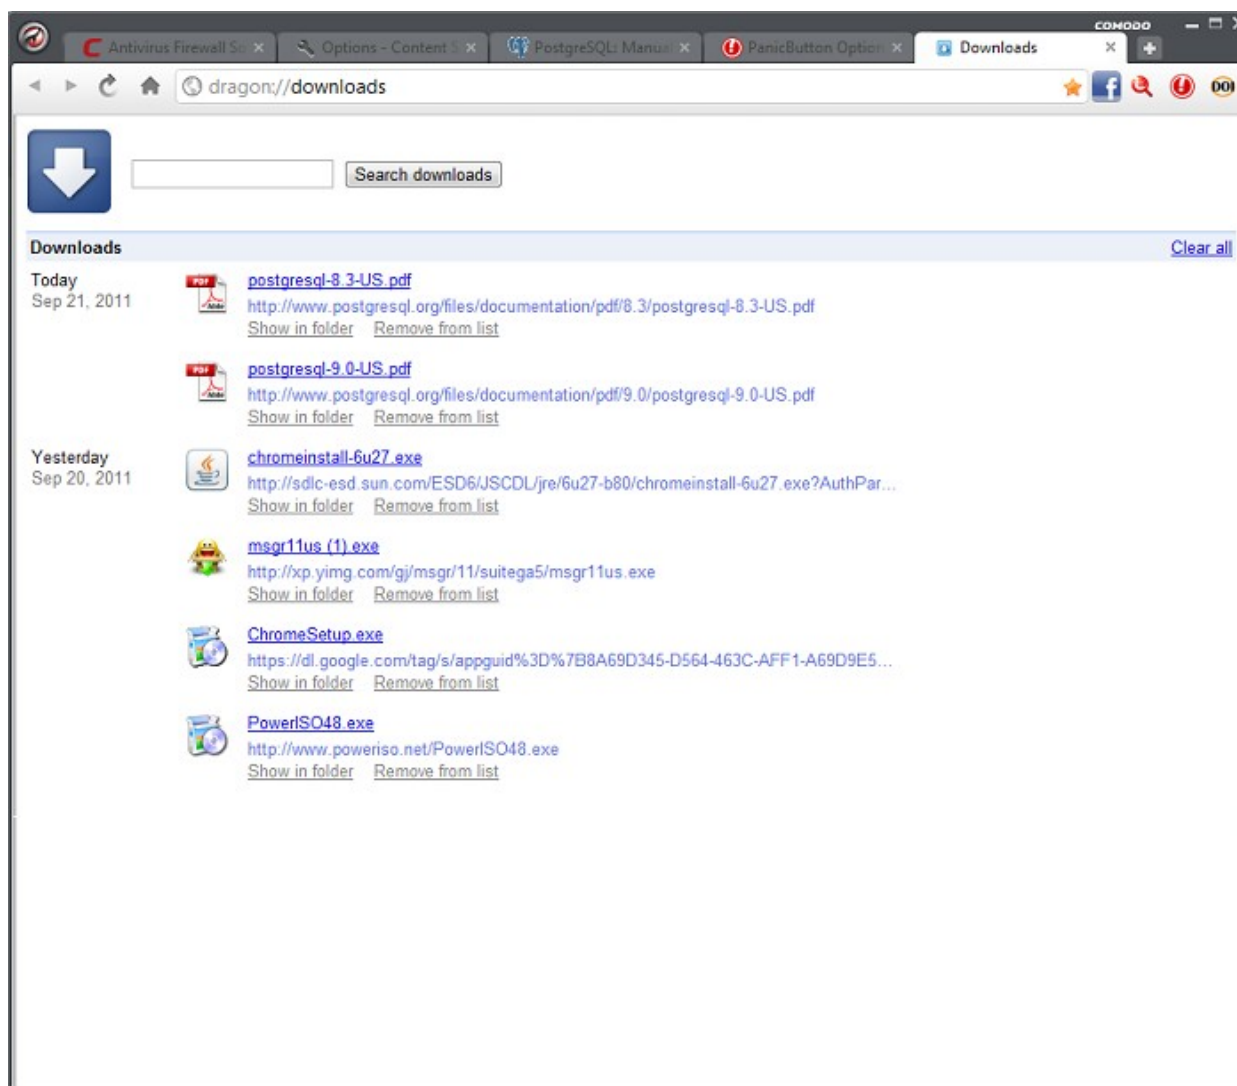 COMODO
Antivirus Firewall So
Options - Content S
PostgreSQL: Manual
PanicButton Option
Downloads
dragon://downloads
Search downloads
Downloads
Clear all
Today
Sep 21, 2011
PDF
Adobe
postgresql-8.3-US.pdf
http://www.postgresql.org/files/documentation/pdf/8.3/postgresql-8.3-US.pdf
Show in folder Remove from list
PDF
Adobe
postgresql-9.0-US.pdf
http://www.postgresql.org/files/documentation/pdf/9.0/postgresql-9.0-US.pdf
Show in folder Remove from list
Yesterday
Sep 20, 2011
chromeinstall-6u27.exe
http://sdlc-esd.sun.com/ESD6/JSCDL/jre/6u27-b80/chromeinstall-6u27.exe?AuthPar...
Show in folder Remove from list
msgr11us (1).exe
http://xp.yimg.com/gj/msgr/11/suitega5/msgr11us.exe
Show in folder Remove from list
ChromeSetup.exe
https://dl.google.com/tag/s/appguid%3D%7B8A69D345-D564-463C-AFF1-A69D9E5...
Show in folder Remove from list
PowerISO48.exe
http://www.poweriso.net/PowerISO48.exe
Show in folder Remove from list